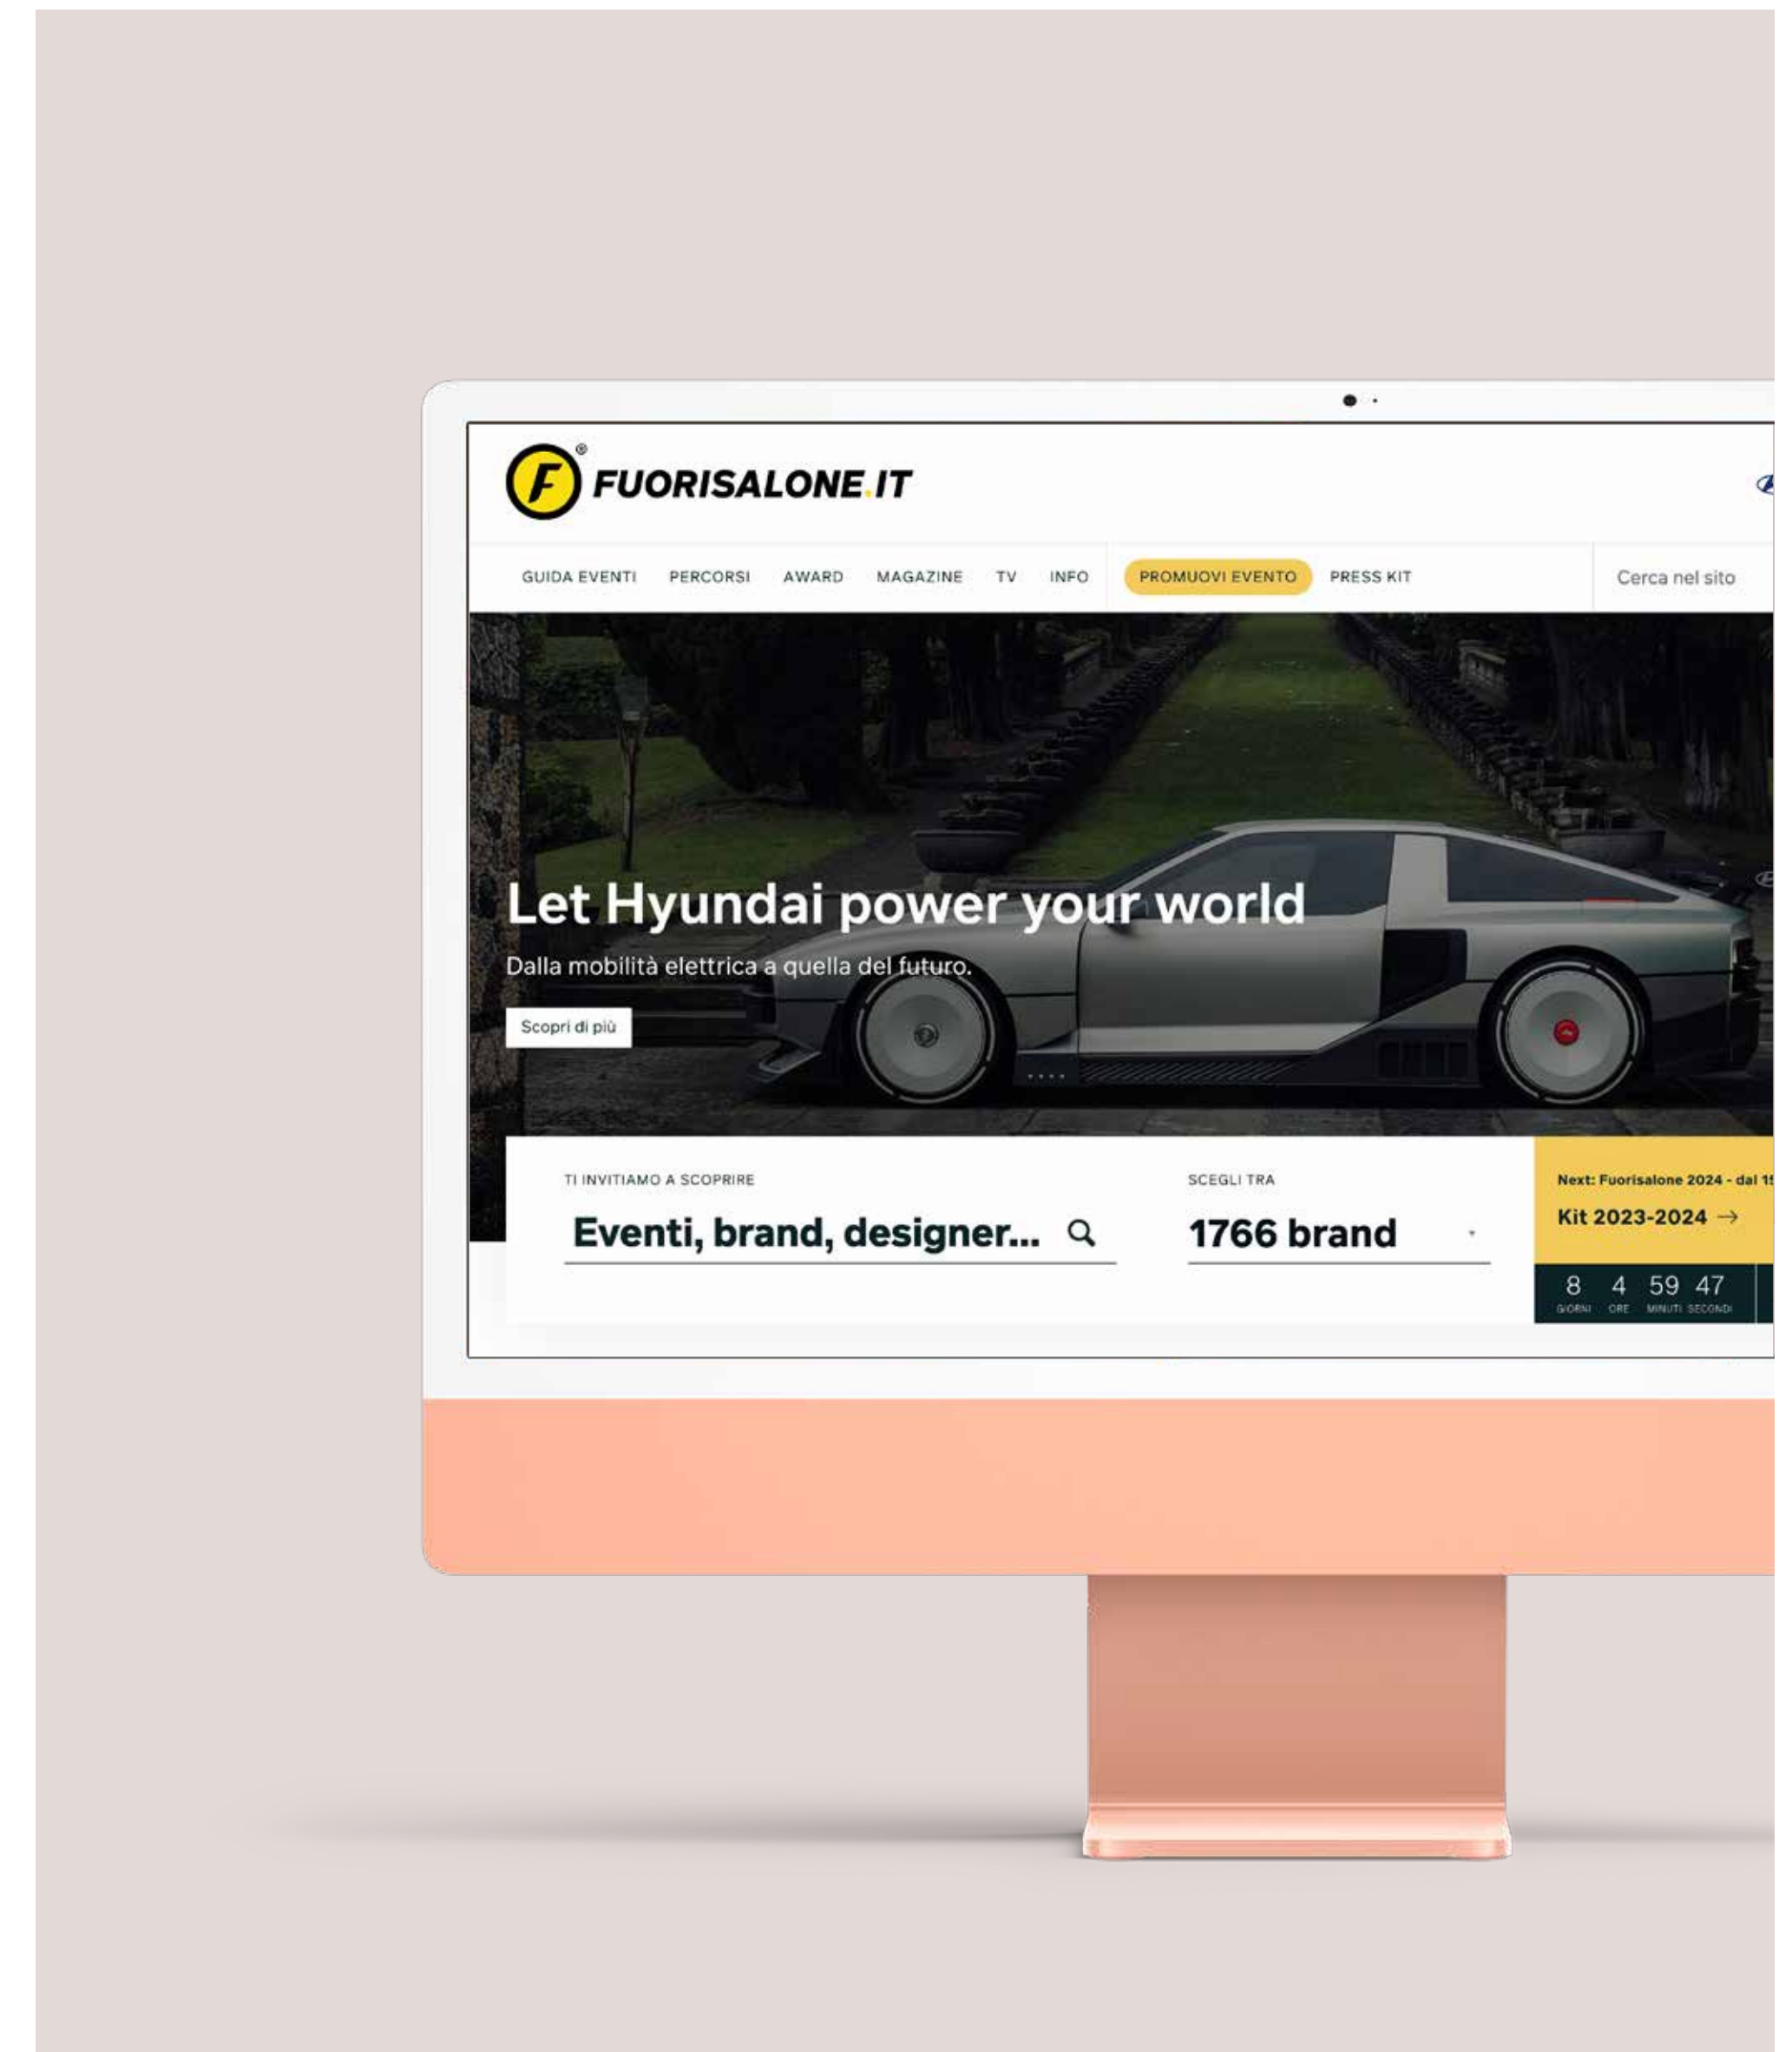 F®
FUORISALONE.IT
GUIDA EVENTI PERCORSI AWARD MAGAZINE TV INFO PROMUOVI EVENTO PRESS KIT Cerca nel sito
Let Hyundai power your world
Dalla mobilità elettrica a quella del futuro.
Scopri di più
TI INVITIAMO A SCOPRIRE
Eventi, brand, designer...
SCEGLI TRA
1766 brand
Next: Fuorisalone 2024 - dal
Kit 2023-2024 →
8 4 59 47
GIORNI ORE MINUTI SECONDI